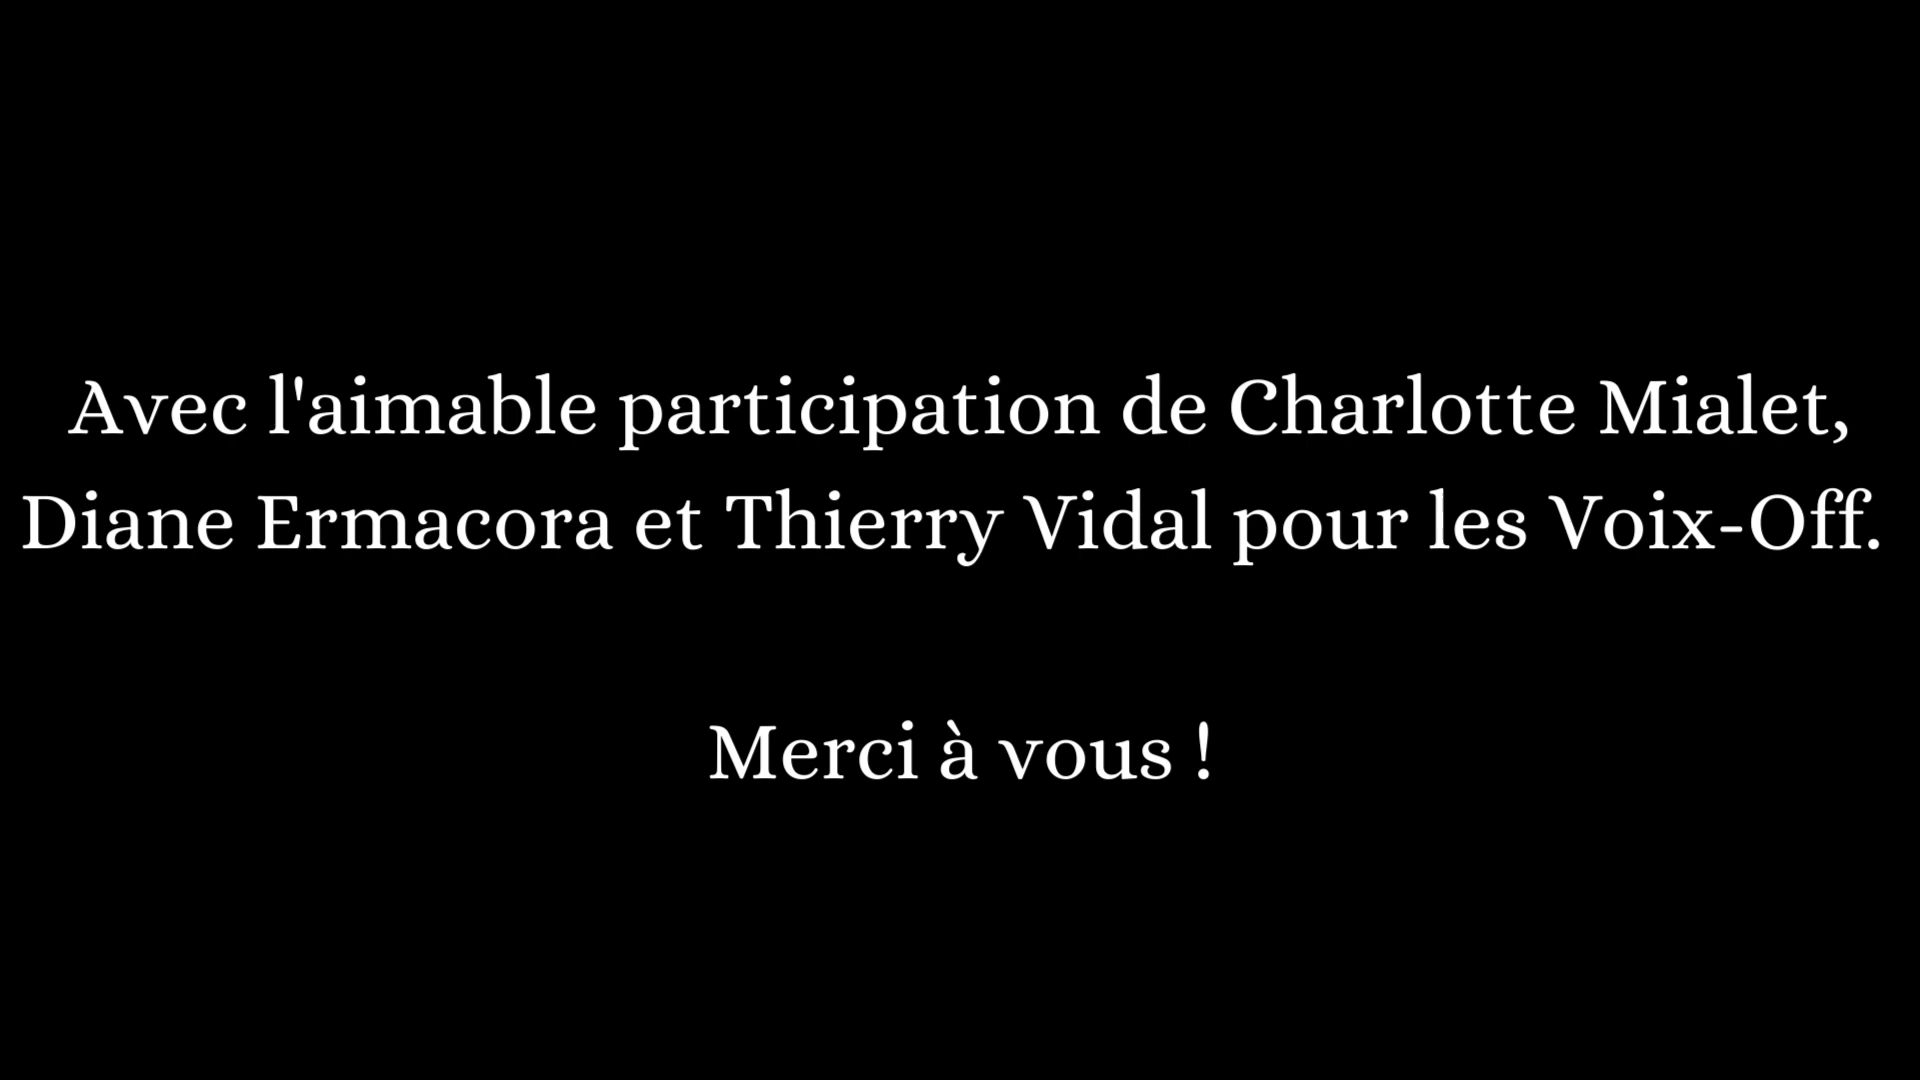 Avec l'aimable participation de Charlotte Mialet,
Diane Ermacora et Thierry Vidal pour les Voix-Off.
Merci à vous !